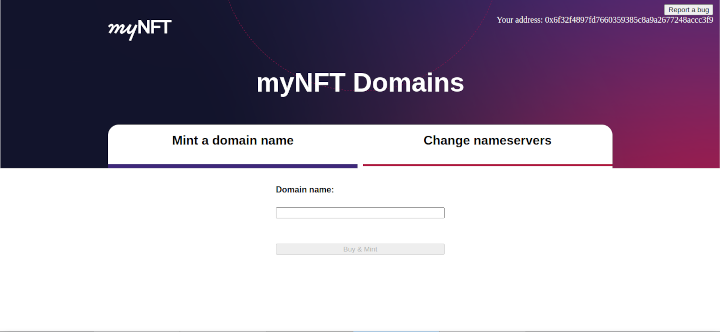 Report a bug
myNFT
Your address: 0x6f32f4897fd7660359385c8a9a2677248accc3f9
myNFT Domains
Mint a domain name
Change nameservers
Domain name:
Buy & Mint